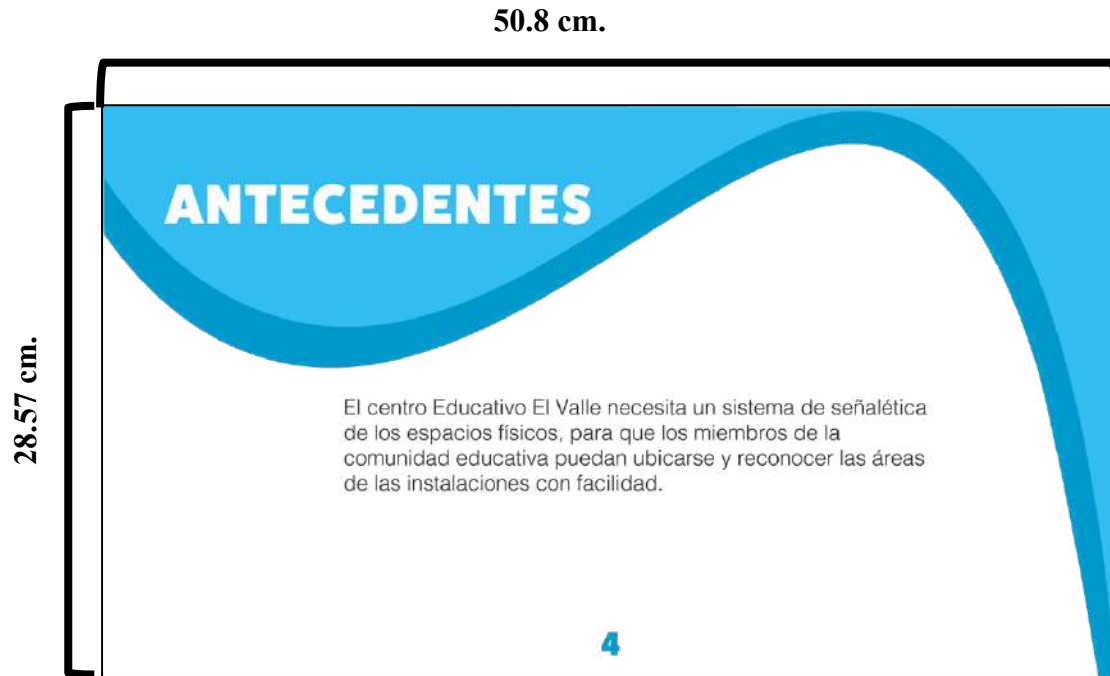 50.8 cm.
28.57 cm.
ANTECEDENTES
El centro Educativo El Valle necesita un sistema de señalética
de los espacios físicos, para que los miembros de la
comunidad educativa puedan ubicarse y reconocer las áreas
de las instalaciones con facilidad.
4